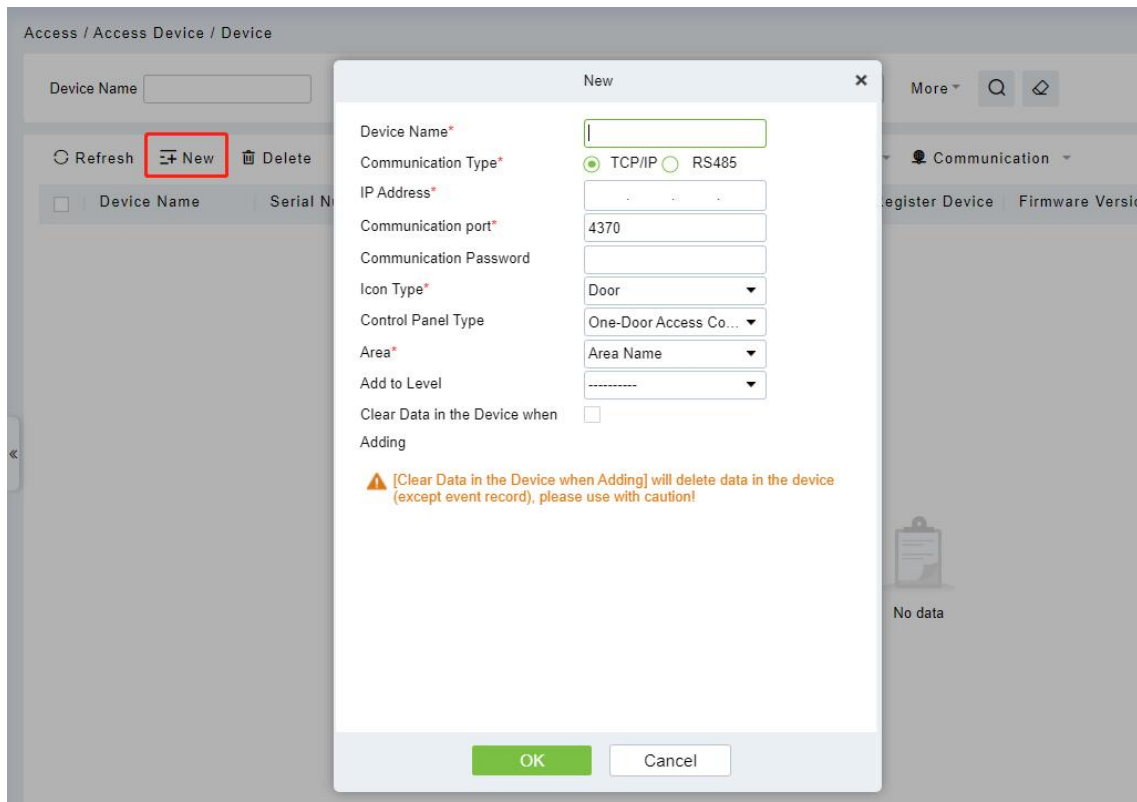 Access / Access Device / Device
New
Device Name
More
Refresh
New
Delete
Communication
Device Name
Serial N
egister Device
Firmware Versi
Device Name*
Communication Type*
TCP/IP
RS485
IP Address*
. . .
Communication port*
4370
Communication Password
Icon Type*
Door
Control Panel Type
One-Door Access Co...
Area*
Area Name
Add to Level
----------
Clear Data in the Device when
Adding
[Clear Data in the Device when Adding] will delete data in the device
(except event record), please use with caution!
No data
OK
Cancel